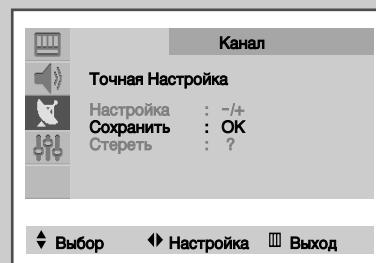 Канал
Точная Настройка
Настройка : -/+
Сохранить : OK
Стереть : ?
Выбор Настройка Выход